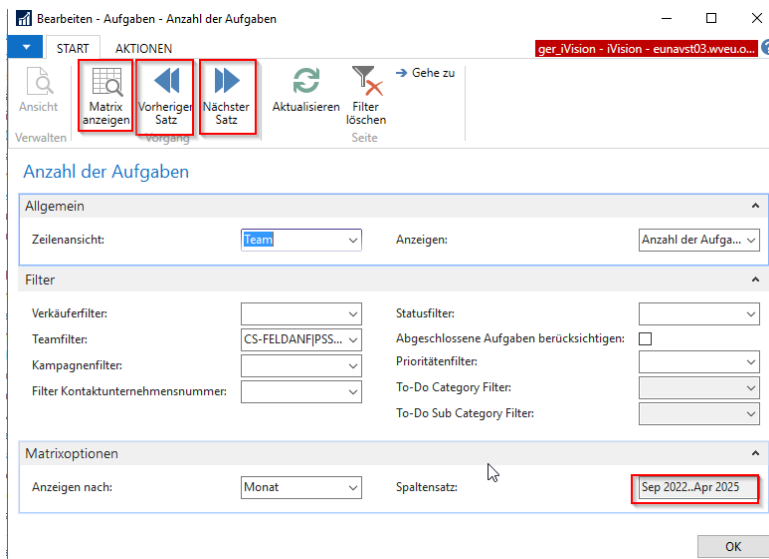 Bearbeiten - Aufgaben - Anzahl der Aufgaben
START AKTIONEN
ger_iVision - iVision - eunavst03.wveu.o...
Ansicht
Matrix
anzeigen
Vorheriger
Satz
Nächster
Satz
Aktualisieren
Filter
löschen
Gehe zu
Verwalten
Vorgang
Seite
Anzahl der Aufgaben
Allgemein
Zeilenansicht: Team
Anzeigen: Anzahl der Aufga...
Filter
Verkäuferfilter:
Statusfilter:
Teamfilter: CS-FELDANF|PSS...
Abgeschlossene Aufgaben berücksichtigen:
Kampagnenfilter:
Prioritätenfilter:
Filter Kontaktunternehmensnummer:
To-Do Category Filter:
To-Do Sub Category Filter:
Matrixoptionen
Anzeigen nach: Monat
Spaltensatz: Sep 2022..Apr 2025
OK